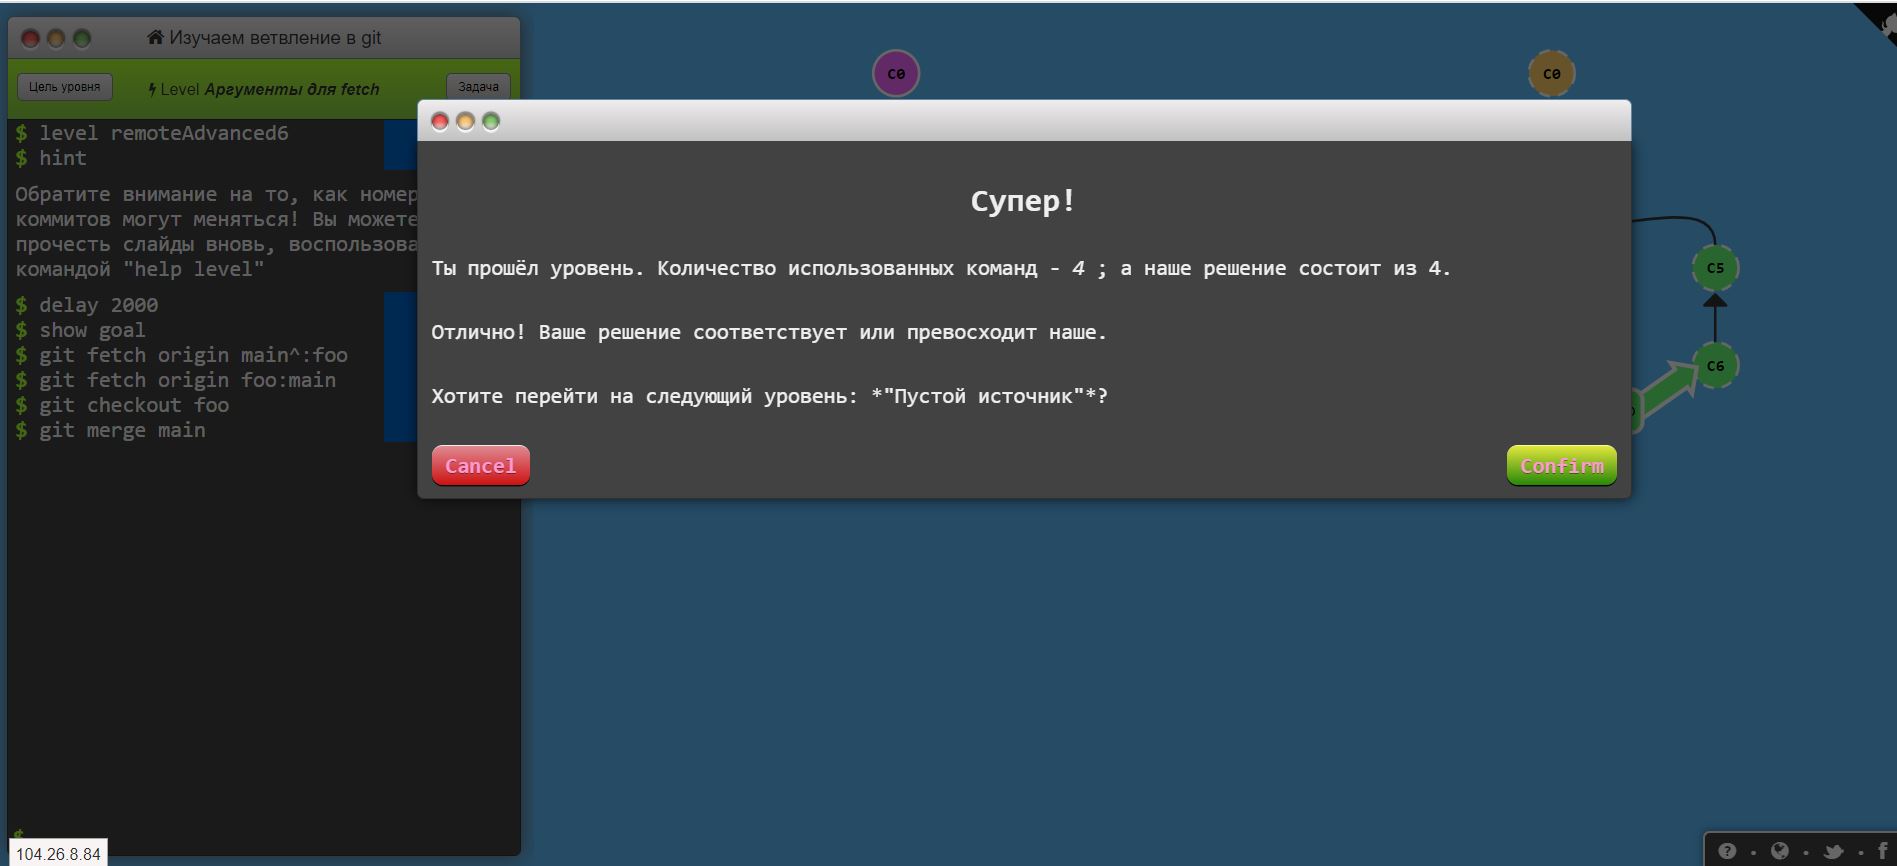 Изучаем ветвление в git
Цель уровня
Level Аргументы для fetch
Задача
$ level remoteAdvanced6
$ hint
Обратите внимание на то, как номер
коммитов могут меняться! Вы можете
прочесть слайды вновь, воспользова
командой "help level"
$ delay 2000
$ show goal
$ git fetch origin main^:foo
$ git fetch origin foo:main
$ git checkout foo
$ git merge main
$
104.26.8.84
C0
C0
Супер!
Ты прошёл уровень. Количество использованных команд - 4 ; а наше решение состоит из 4.
Отлично! Ваше решение соответствует или превосходит наше.
Хотите перейти на следующий уровень: *"Пустой источник"*?
Cancel
Confirm
C5
C6